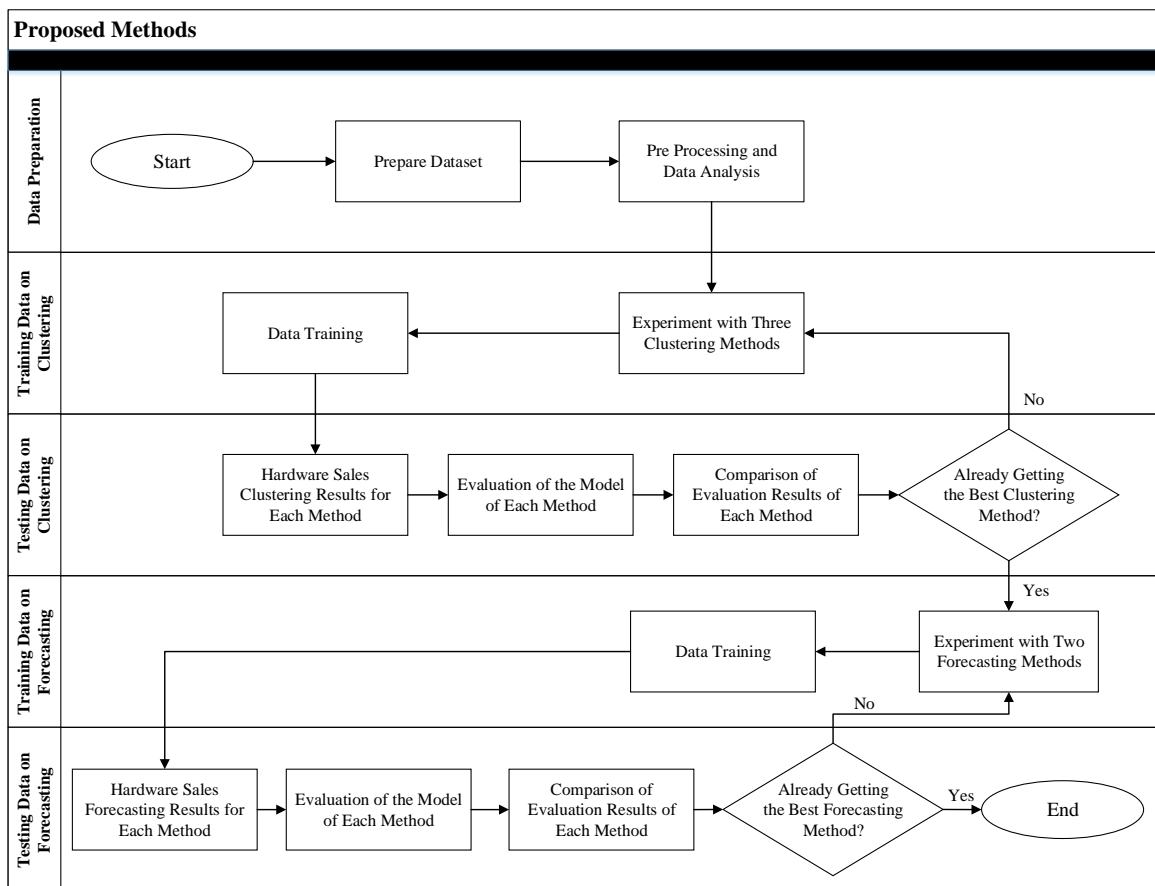 Proposed Methods
Data Preparation
Start
Prepare Dataset
Pre Processing and
Data Analysis
Training Data on
Clustering
Data Training
Experiment with Three
Clustering Methods
No
Testing Data on
Clustering
Hardware Sales
Clustering Results for
Each Method
Evaluation of the Model
of Each Method
Comparison of
Evaluation Results of
Each Method
Already Getting
the Best Clustering
Method?
Yes
Training Data on
Forecasting
Data Training
Experiment with Two
Forecasting Methods
No
Testing Data on
Forecasting
Hardware Sales
Forecasting Results for
Each Method
Evaluation of the Model
of Each Method
Comparison of
Evaluation Results of
Each Method
Already Getting
the Best Forecasting
Method?
Yes
End